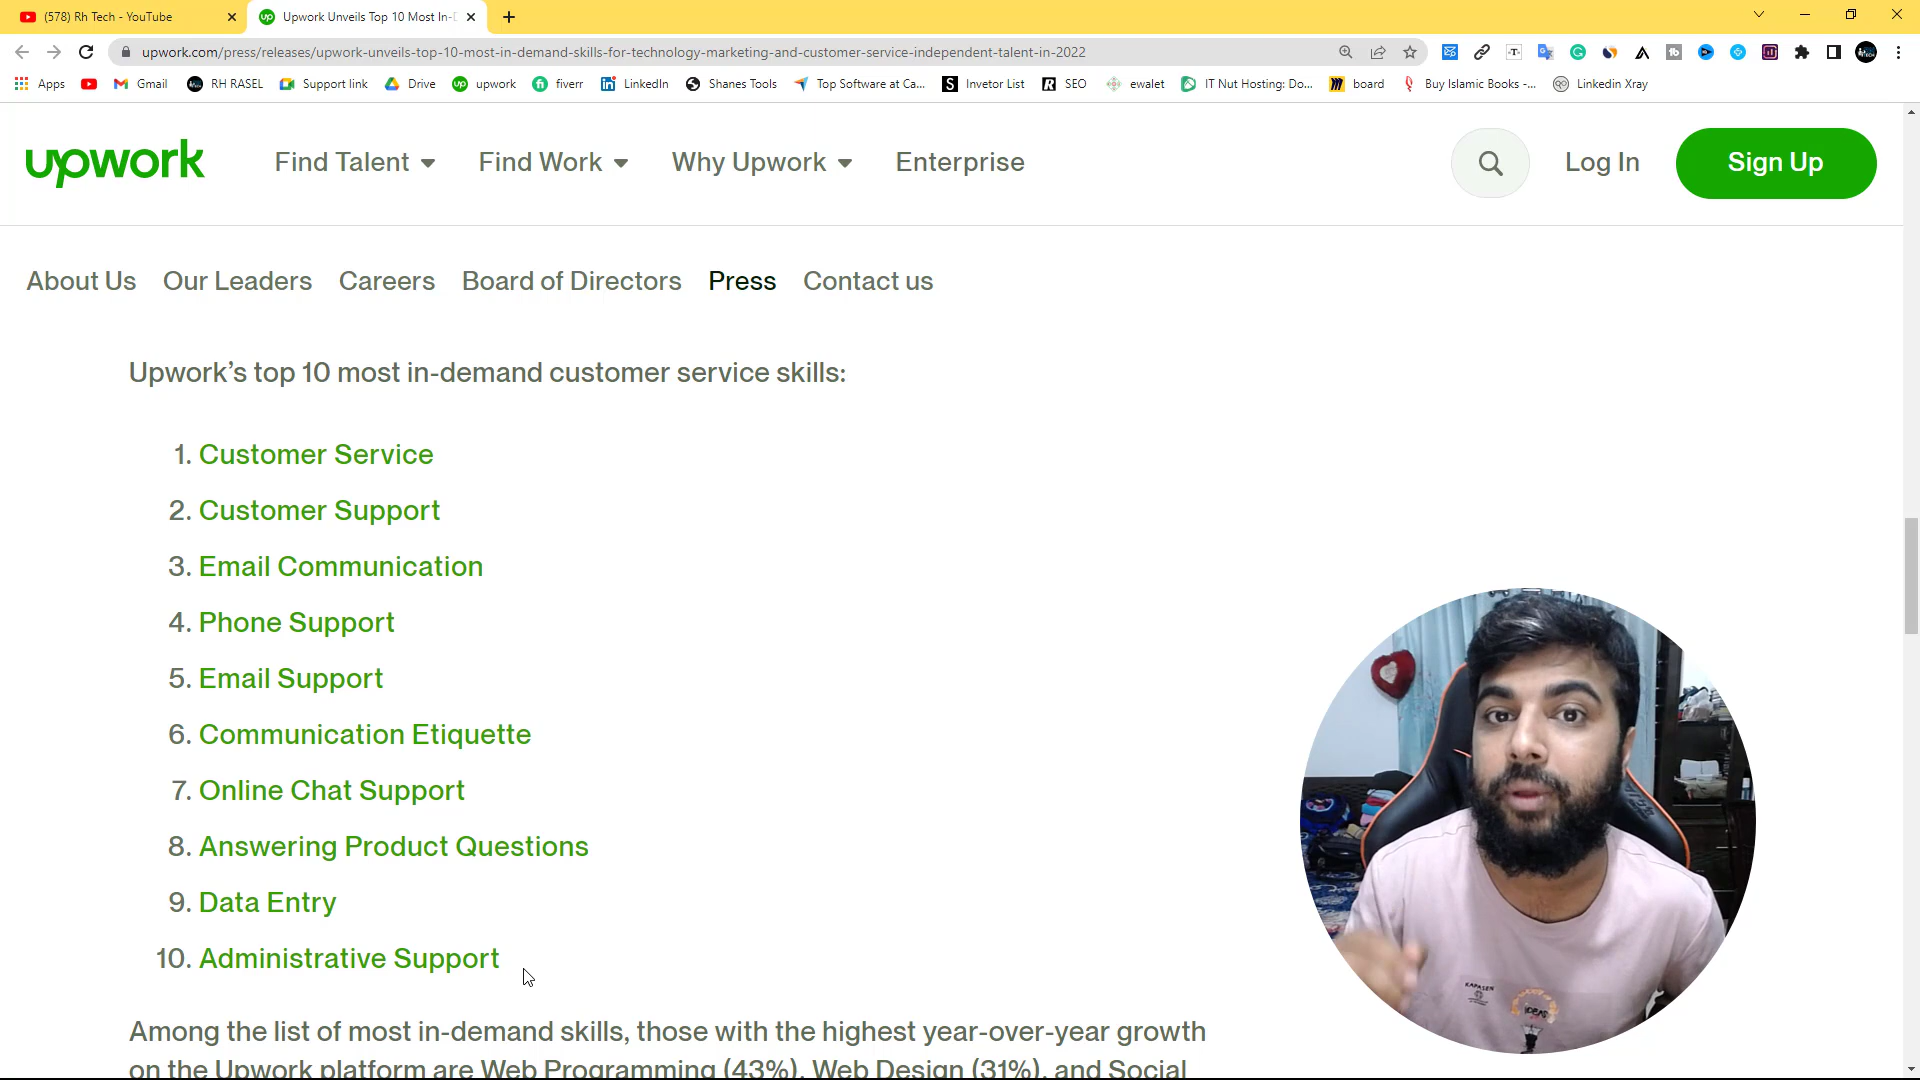 (578) Rh Tech - YouTube
Upwork Unveils Top 10 Most In-D
upwork.com/press/releases/upwork-unveils-top-10-most-in-demand-skills-for-technology-marketing-and-customer-service-independent-talent-in-2022
Apps Gmail RH RASEL Support link Drive upwork fiverr LinkedIn Shanes Tools Top Software at Ca... Invetor List SEO ewalet IT Nut Hosting: Do... board Buy Islamic Books -... Linkedin Xray
upwork Find Talent Find Work Why Upwork Enterprise Log In Sign Up
About Us Our Leaders Careers Board of Directors Press Contact us
Upwork’s top 10 most in-demand customer service skills:
1. Customer Service
2. Customer Support
3. Email Communication
4. Phone Support
5. Email Support
6. Communication Etiquette
7. Online Chat Support
8. Answering Product Questions
9. Data Entry
10. Administrative Support
Among the list of most in-demand skills, those with the highest year-over-year growth
on the Upwork platform are Web Programming (43%), Web Design (31%), and Social